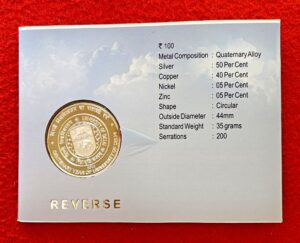 ₹ 100
Metal Composition : Quaternary Alloy
Silver : 50 Per Cent
Copper : 40 Per Cent
Nickel : 05 Per Cent
Zinc : 05 Per Cent
Shape : Circular
Outside Diameter : 44mm
Standard Weight : 35 grams
Serrations : 200
REVERSE